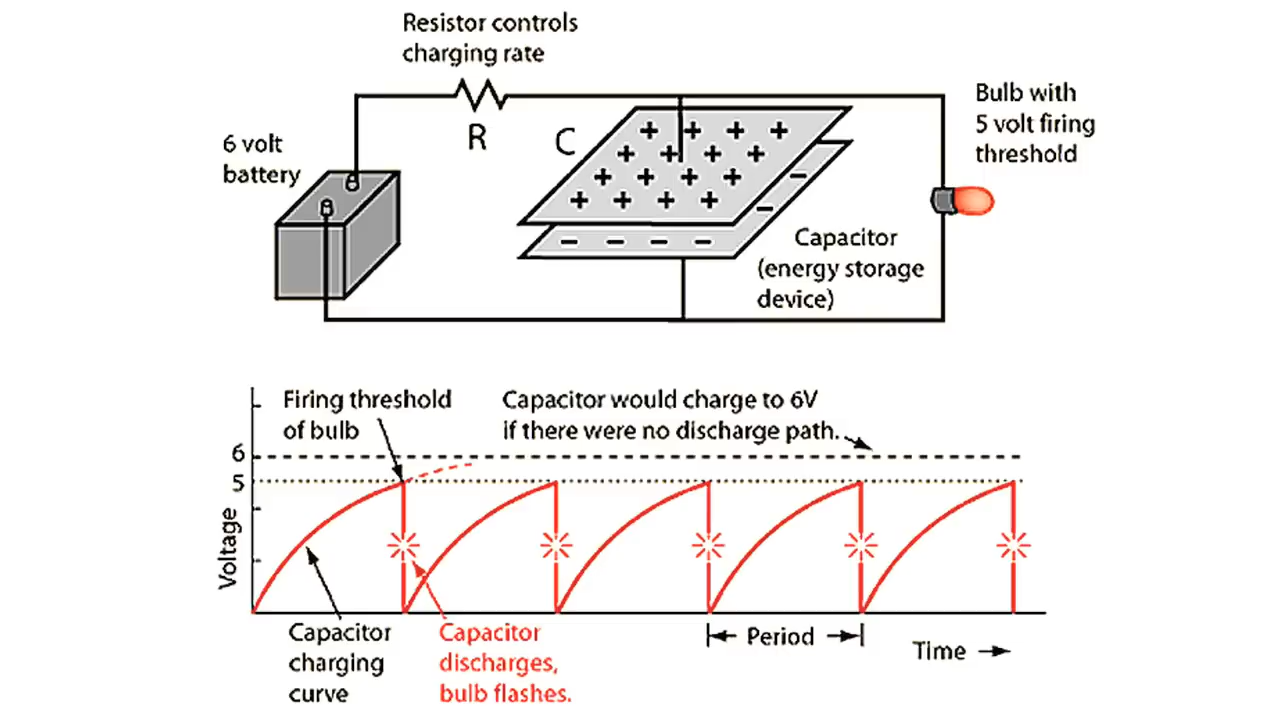 Resistor controls
charging rate
R
C
6 volt
battery
Bulb with
5 volt firing
threshold
Capacitor
(energy storage
device)
Firing threshold
of bulb
Capacitor would charge to 6V
if there were no discharge path.
6
5
Voltage
Capacitor
charging
curve
Capacitor
discharges,
bulb flashes.
Period
Time